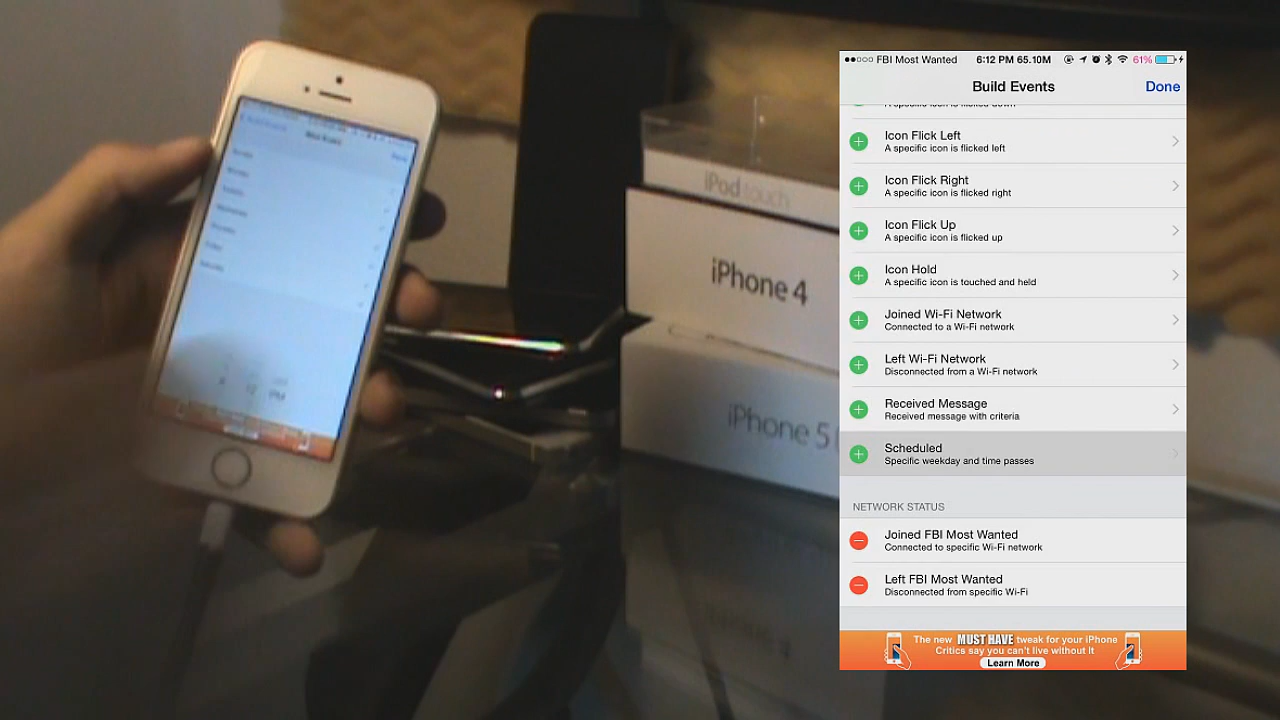 iPod touch
iPhone 4
iPhone 5
FBI Most Wanted 6:12 PM 65.10M 61%
Build Events Done
Icon Flick Left
A specific icon is flicked left
Icon Flick Right
A specific icon is flicked right
Icon Flick Up
A specific icon is flicked up
Icon Hold
A specific icon is touched and held
Joined Wi-Fi Network
Connected to a Wi-Fi network
Left Wi-Fi Network
Disconnected from a Wi-Fi network
Received Message
Received message with criteria
Scheduled
Specific weekday and time passes
NETWORK STATUS
Joined FBI Most Wanted
Connected to specific Wi-Fi network
Left FBI Most Wanted
Disconnected from specific Wi-Fi
The new MUST HAVE tweak for your iPhone
Critics say you can't live without It
Learn More